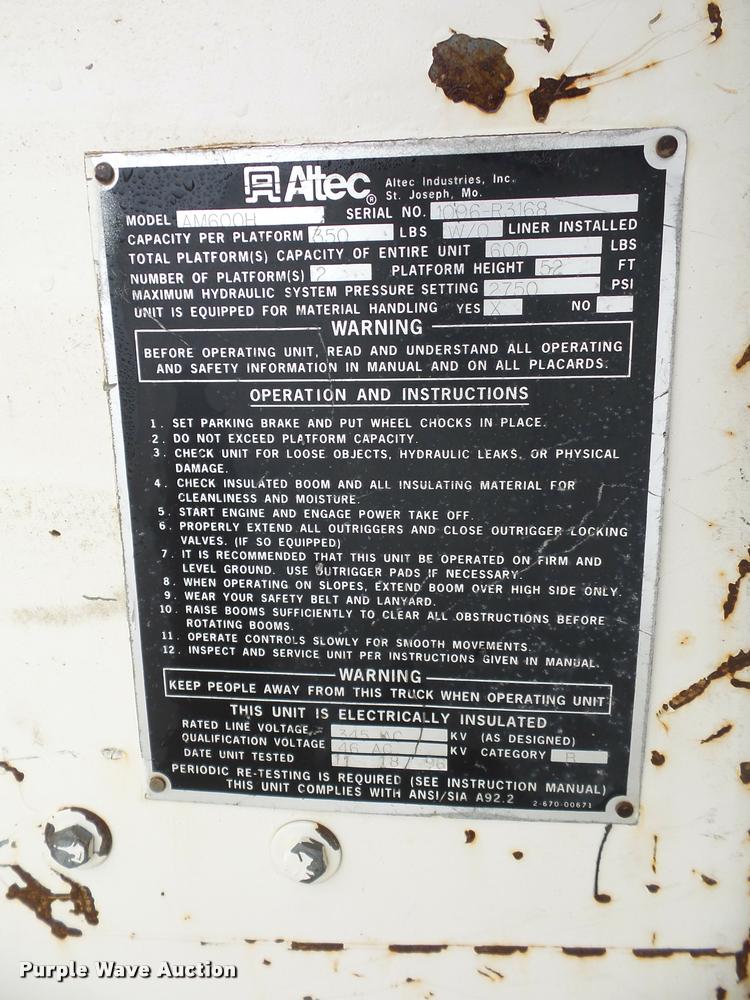 Altec® Altec Industries, Inc.
St. Joseph, Mo.
MODEL AM600H SERIAL NO. 1096-R3168
CAPACITY PER PLATFORM 350 LBS W/O LINER INSTALLED
TOTAL PLATFORM(S) CAPACITY OF ENTIRE UNIT 600 LBS
NUMBER OF PLATFORM(S) 2 PLATFORM HEIGHT 52 FT
MAXIMUM HYDRAULIC SYSTEM PRESSURE SETTING 2750 PSI
UNIT IS EQUIPPED FOR MATERIAL HANDLING YES X NO
WARNING
BEFORE OPERATING UNIT, READ AND UNDERSTAND ALL OPERATING
AND SAFETY INFORMATION IN MANUAL AND ON ALL PLACARDS.
OPERATION AND INSTRUCTIONS
1. SET PARKING BRAKE AND PUT WHEEL CHOCKS IN PLACE.
2. DO NOT EXCEED PLATFORM CAPACITY.
3. CHECK UNIT FOR LOOSE OBJECTS, HYDRAULIC LEAKS, OR PHYSICAL
DAMAGE.
4. CHECK INSULATED BOOM AND ALL INSULATING MATERIAL FOR
CLEANLINESS AND MOISTURE.
5. START ENGINE AND ENGAGE POWER TAKE OFF.
6. PROPERLY EXTEND ALL OUTRIGGERS AND CLOSE OUTRIGGER LOCKING
VALVES. (IF SO EQUIPPED)
7. IT IS RECOMMENDED THAT THIS UNIT BE OPERATED ON FIRM AND
LEVEL GROUND. USE OUTRIGGER PADS IF NECESSARY.
8. WHEN OPERATING ON SLOPES, EXTEND BOOM OVER HIGH SIDE ONLY.
9. WEAR YOUR SAFETY BELT AND LANYARD.
10. RAISE BOOMS SUFFICIENTLY TO CLEAR ALL OBSTRUCTIONS BEFORE
ROTATING BOOMS.
11. OPERATE CONTROLS SLOWLY FOR SMOOTH MOVEMENTS.
12. INSPECT AND SERVICE UNIT PER INSTRUCTIONS GIVEN IN MANUAL.
WARNING
KEEP PEOPLE AWAY FROM THIS TRUCK WHEN OPERATING UNIT
THIS UNIT IS ELECTRICALLY INSULATED
RATED LINE VOLTAGE 345 AC KV (AS DESIGNED)
QUALIFICATION VOLTAGE 46 AC KV CATEGORY B
DATE UNIT TESTED 11 18 96
PERIODIC RE-TESTING IS REQUIRED (SEE INSTRUCTION MANUAL)
THIS UNIT COMPLIES WITH ANSI/SIA A92.2 2-670-00671
Purple Wave Auction